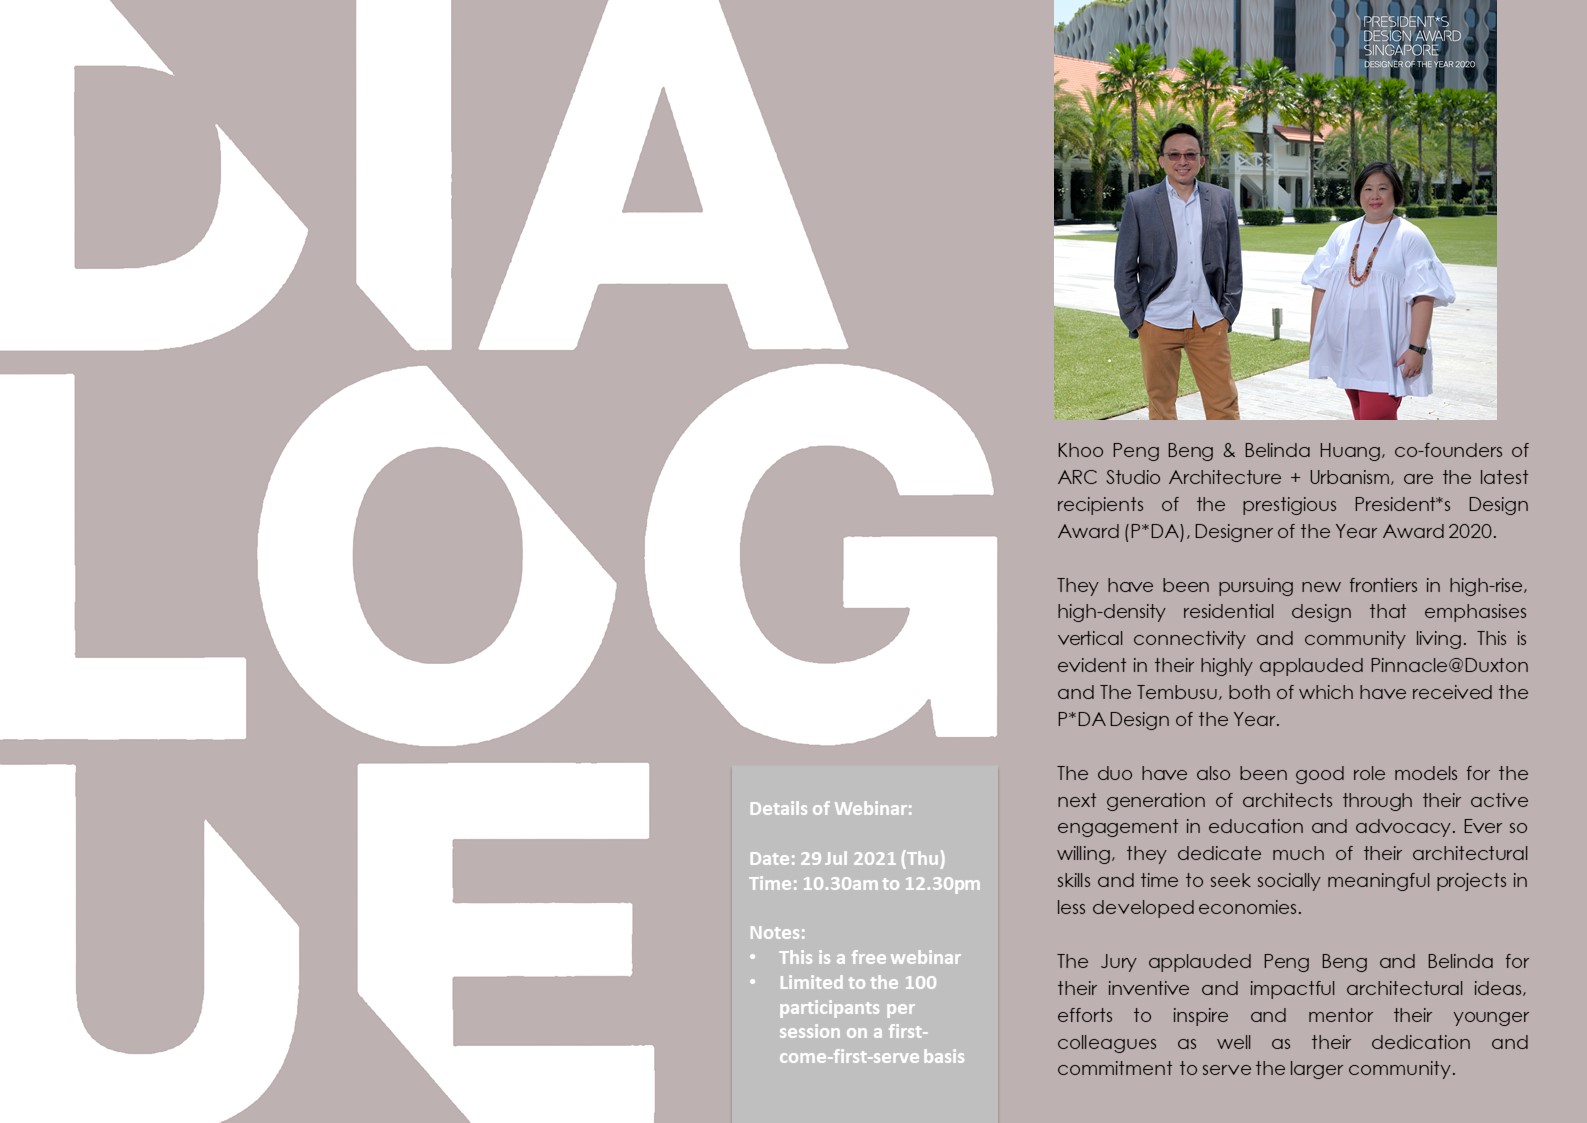 DIA
LOG
UE
PRESIDENT*S
DESIGN AWARD
SINGAPORE
DESIGNER OF THE YEAR 2020
Khoo Peng Beng & Belinda Huang, co-founders of
ARC Studio Architecture + Urbanism, are the latest
recipients of the prestigious President*s Design
Award (P*DA), Designer of the Year Award 2020.
They have been pursuing new frontiers in high-rise,
high-density residential design that emphasises
vertical connectivity and community living. This is
evident in their highly applauded Pinnacle@Duxton
and The Tembusu, both of which have received the
P*DA Design of the Year.
The duo have also been good role models for the
next generation of architects through their active
engagement in education and advocacy. Ever so
willing, they dedicate much of their architectural
skills and time to seek socially meaningful projects in
less developed economies.
The Jury applauded Peng Beng and Belinda for
their inventive and impactful architectural ideas,
efforts to inspire and mentor their younger
colleagues as well as their dedication and
commitment to serve the larger community.
Details of Webinar:
Date: 29 Jul 2021 (Thu)
Time: 10.30am to 12.30pm
Notes:
• This is a free webinar
• Limited to the 100
participants per
session on a first-
come-first-serve basis